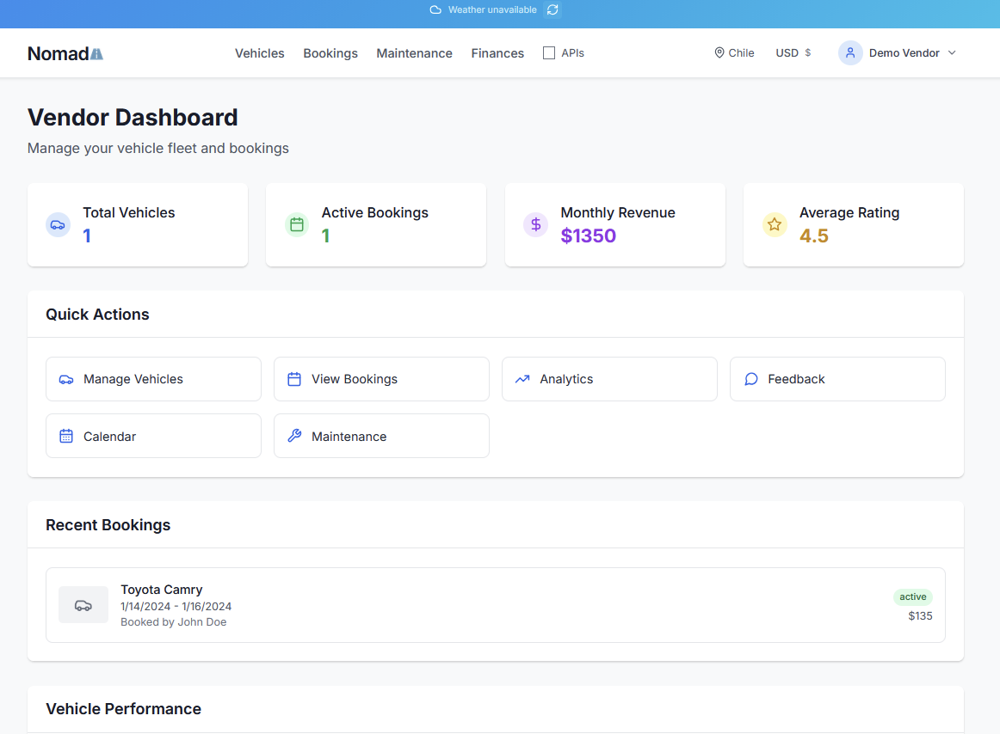 Weather unavailable
Nomad
Vehicles Bookings Maintenance Finances APIs
Chile USD $ Demo Vendor
Vendor Dashboard
Manage your vehicle fleet and bookings
Total Vehicles
1
Active Bookings
1
Monthly Revenue
$1350
Average Rating
4.5
Quick Actions
Manage Vehicles
View Bookings
Analytics
Feedback
Calendar
Maintenance
Recent Bookings
Toyota Camry
1/14/2024 - 1/16/2024
Booked by John Doe
active
$135
Vehicle Performance